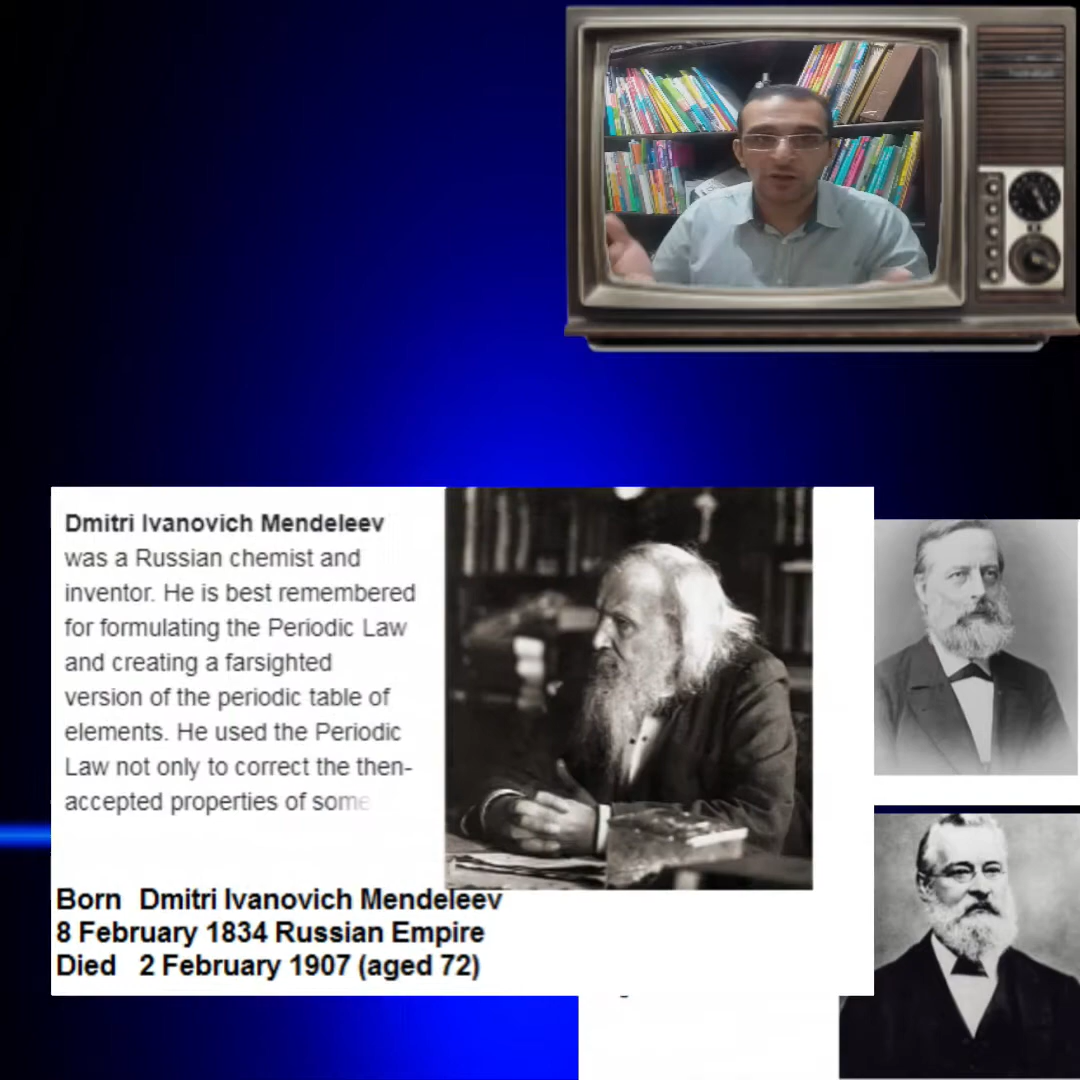 Dmitri Ivanovich Mendeleev
was a Russian chemist and
inventor. He is best remembered
for formulating the Periodic Law
and creating a farsighted
version of the periodic table of
elements. He used the Periodic
Law not only to correct the then-
accepted properties of some
Born Dmitri Ivanovich Mendeleev
8 February 1834 Russian Empire
Died 2 February 1907 (aged 72)